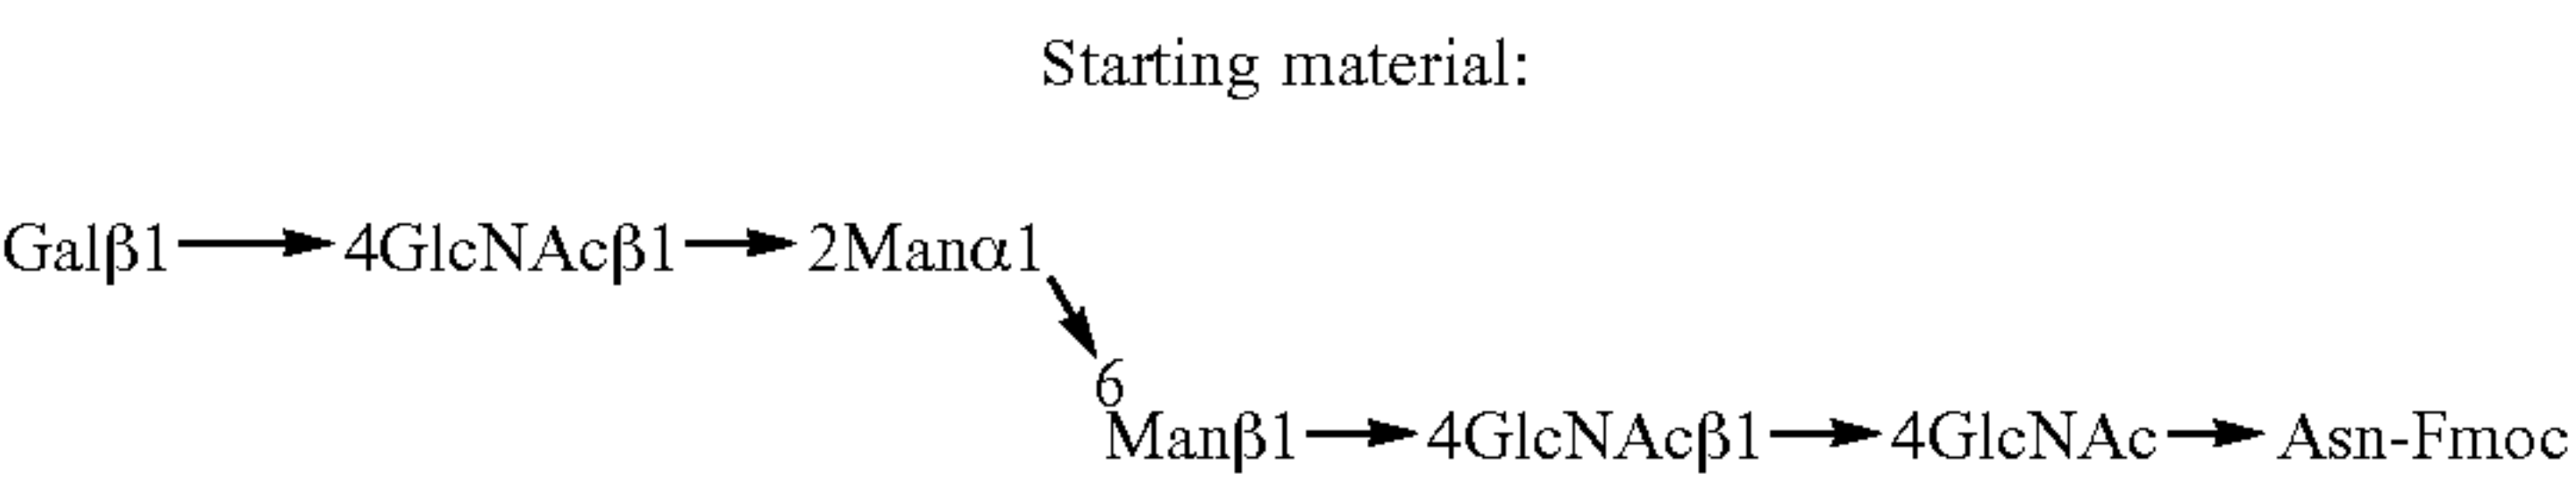 Starting material:
Galβ1 → 4GlcNAcβ1 → 2Manα1
6
Manβ1 → 4GlcNAcβ1 → 4GlcNAc → Asn-Fmoc